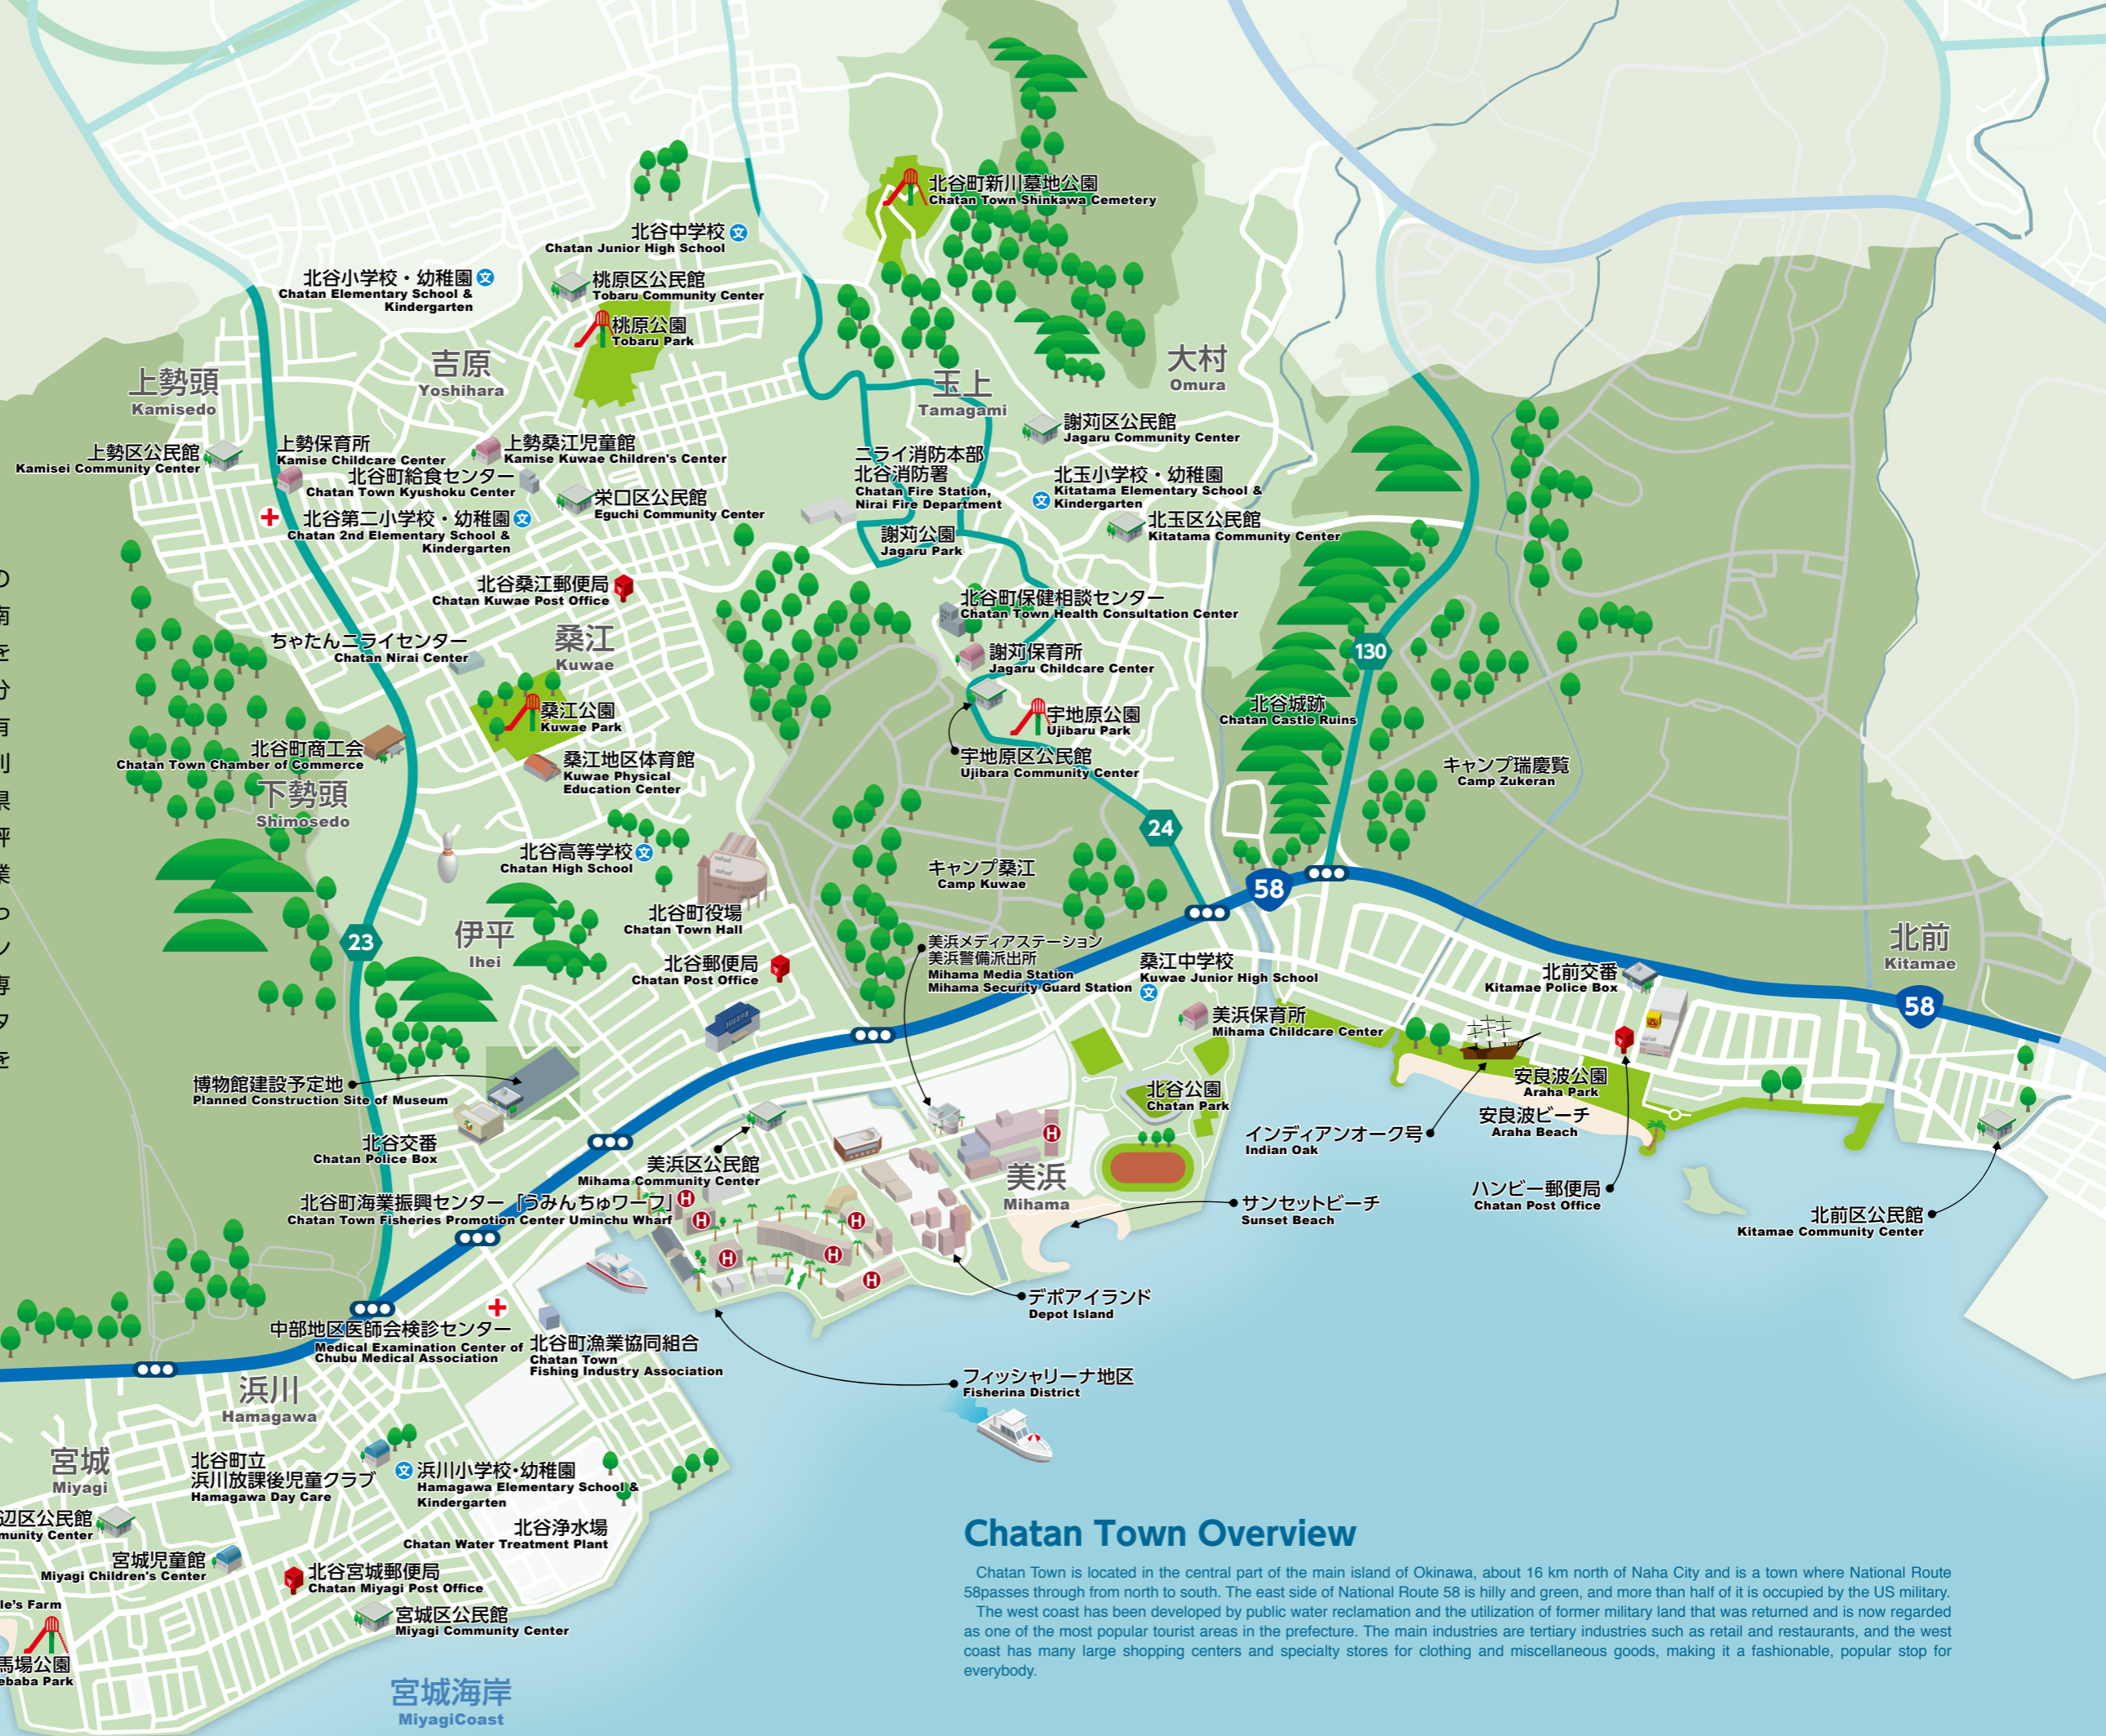 北谷町新川墓地公園
Chatan Town Shinkawa Cemetery
北谷中学校 文
Chatan Junior High School
北谷小学校・幼稚園 文
Chatan Elementary School &
Kindergarten
桃原区公民館
Tobaru Community Center
桃原公園
Tobaru Park
上勢頭
Kamisedo
吉原
Yoshihara
玉上
Tamagami
大村
Omura
上勢区公民館
Kamisei Community Center
上勢保育所
Kamise Childcare Center
上勢桑江児童館
Kamise Kuwae Children's Center
北谷町給食センター
Chatan Town Kyushoku Center
栄口区公民館
Eguchi Community Center
北谷第二小学校・幼稚園 文
Chatan 2nd Elementary School &
Kindergarten
謝苅区公民館
Jagaru Community Center
ニライ消防本部
北谷消防署
Chatan Fire Station,
Nirai Fire Department
北玉小学校・幼稚園
文 Kitatama Elementary School &
Kindergarten
北玉区公民館
Kitatama Community Center
謝苅公園
Jagaru Park
北谷桑江郵便局
Chatan Kuwae Post Office
北谷町保健相談センター
Chatan Town Health Consultation Center
ちゃたんニライセンター
Chatan Nirai Center
桑江
Kuwae
謝苅保育所
Jagaru Childcare Center
130
桑江公園
Kuwae Park
宇地原公園
Ujibaru Park
北谷城跡
Chatan Castle Ruins
北谷町商工会
Chatan Town Chamber of Commerce
桑江地区体育館
Kuwae Physical
Education Center
宇地原区公民館
Ujibara Community Center
キャンプ瑞慶覧
Camp Zukeran
下勢頭
Shimosedo
24
北谷高等学校 文
Chatan High School
キャンプ桑江
Camp Kuwae
58
23
伊平
Ihei
北谷町役場
Chatan Town Hall
北谷郵便局
Chatan Post Office
美浜メディアステーション
美浜警備派出所
Mihama Media Station
Mihama Security Guard Station
桑江中学校
Kuwae Junior High School
文
美浜保育所
Mihama Childcare Center
北前交番
Kitamae Police Box
北前
Kitamae
58
博物館建設予定地
Planned Construction Site of Museum
北谷公園
Chatan Park
安良波公園
Araha Park
安良波ビーチ
Araha Beach
インディアンオーク号
Indian Oak
北谷交番
Chatan Police Box
美浜区公民館
Mihama Community Center
H
美浜
Mihama
ハンビー郵便局
Chatan Post Office
サンセットビーチ
Sunset Beach
北前区公民館
Kitamae Community Center
北谷町海業振興センター「うみんちゅワーフ」
Chatan Town Fisheries Promotion Center Uminchu Wharf
H
H
H
H
H
H
デポアイランド
Depot Island
中部地区医師会検診センター
Medical Examination Center of
Chubu Medical Association
北谷町漁業協同組合
Chatan Town
Fishing Industry Association
フィッシャリーナ地区
Fisherina District
浜川
Hamagawa
宮城
Miyagi
北谷町立
浜川放課後児童クラブ
Hamagawa Day Care
文 浜川小学校・幼稚園
Hamagawa Elementary School &
Kindergarten
辺区公民館
munity Center
北谷浄水場
Chatan Water Treatment Plant
宮城児童館
Miyagi Children's Center
北谷宮城郵便局
Chatan Miyagi Post Office
宮城区公民館
Miyagi Community Center
le's Farm
馬場公園
ebaba Park
宮城海岸
MiyagiCoast
Chatan Town Overview
Chatan Town is located in the central part of the main island of Okinawa, about 16 km north of Naha City and is a town where National Route
58passes through from north to south. The east side of National Route 58 is hilly and green, and more than half of it is occupied by the US military.
The west coast has been developed by public water reclamation and the utilization of former military land that was returned and is now regarded
as one of the most popular tourist areas in the prefecture. The main industries are tertiary industries such as retail and restaurants, and the west
coast has many large shopping centers and specialty stores for clothing and miscellaneous goods, making it a fashionable, popular stop for
everybody.
の
南
を
分
有
利
県
評
業
っ
ン
専
タ
を